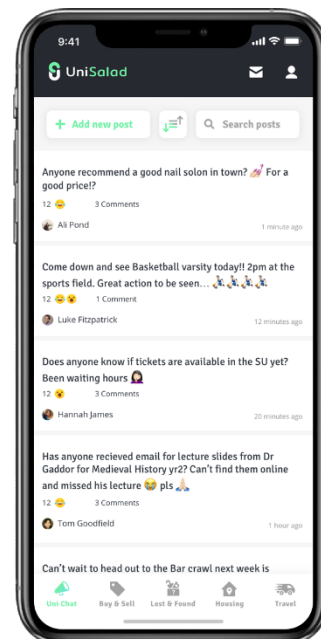 9:41
UniSalad
+ Add new post
Search posts
Anyone recommend a good nail solon in town? 💅🏻 For a
good price!?
12 😂 3 Comments
Ali Pond
1 minute ago
Come down and see Basketball varsity today!! 2pm at the
sports field. Great action to be seen… ⛹🏻‍♀️ ⛹🏻‍♀️ ⛹🏻‍♀️ ⛹🏻‍♀️
12 😂 😮 1 Comment
Luke Fitzpatrick
12 minutes ago
Does anyone know if tickets are available in the SU yet?
Been waiting hours 🤦🏻‍♀️
12 😮 3 Comments
Hannah James
20 minutes ago
Has anyone recieved email for lecture slides from Dr
Gaddor for Medieval History yr2? Can't find them online
and missed his lecture 😭 pls 🙏🏻
12 😂 3 Comments
Tom Goodfield
1 hour ago
Can't wait to head out to the Bar crawl next week is
Uni Chat
Buy & Sell
Lost & Found
Housing
Travel